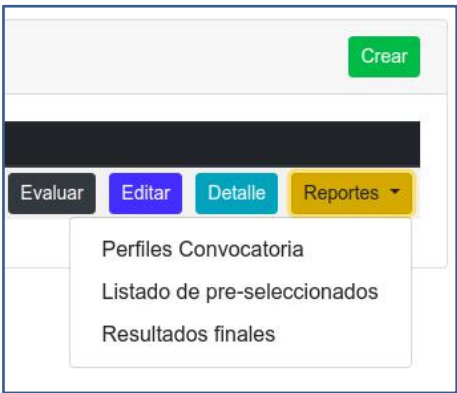 Crear
Evaluar Editar Detalle Reportes
Perfiles Convocatoria
Listado de pre-seleccionados
Resultados finales